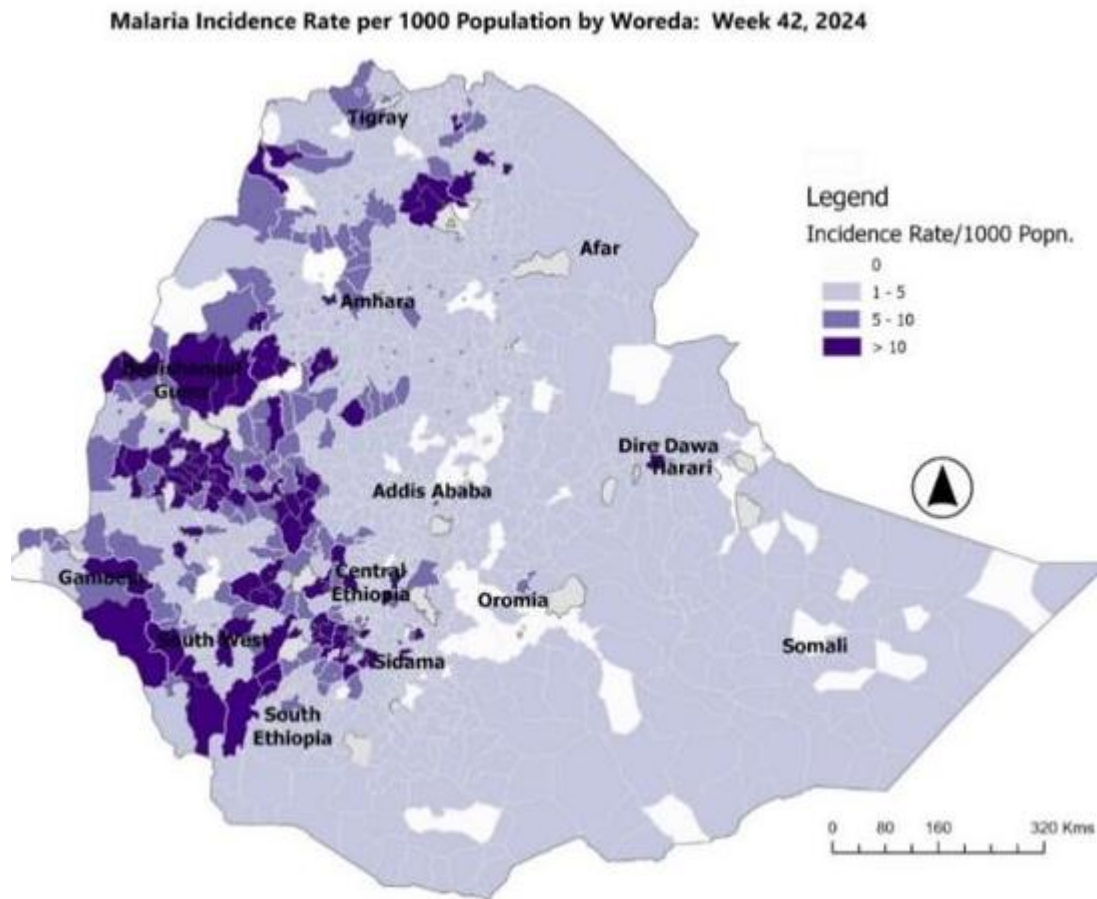 Malaria Incidence Rate per 1000 Population by Woreda: Week 42, 2024
Tigray
Afar
Amhara
Gumuz
Dire Dawa
Harari
Addis Ababa
Gambella
Central
Ethiopia
Oromia
South West
Sidama
Somali
South
Ethiopia
Legend
Incidence Rate/1000 Popn.
0
1 - 5
5 - 10
> 10
0 80 160 320 Kms